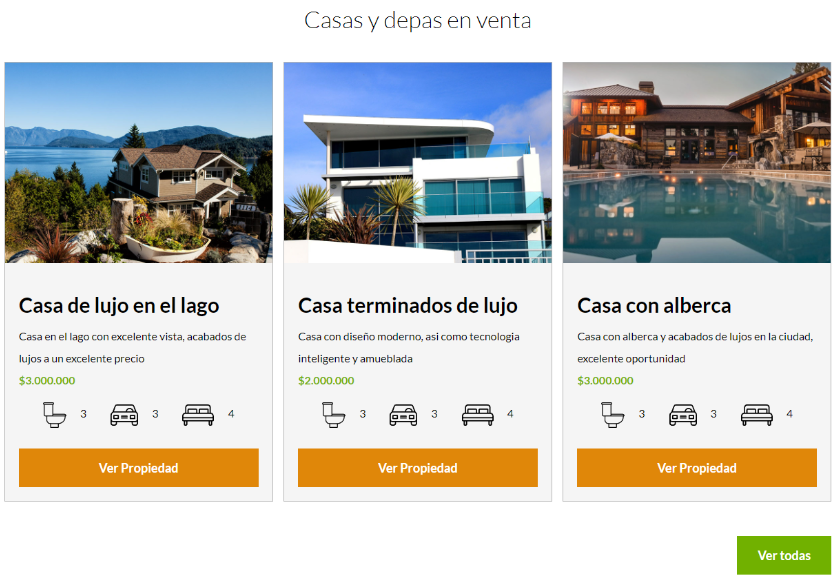 Casas y depas en venta
Casa de lujo en el lago
Casa en el lago con excelente vista, acabados de
lujos a un excelente precio
$3.000.000
3 3 4
Ver Propiedad
Casa terminados de lujo
Casa con diseño moderno, asi como tecnologia
inteligente y amueblada
$2.000.000
3 3 4
Ver Propiedad
Casa con alberca
Casa con alberca y acabados de lujos en la ciudad,
excelente oportunidad
$3.000.000
3 3 4
Ver Propiedad
Ver todas